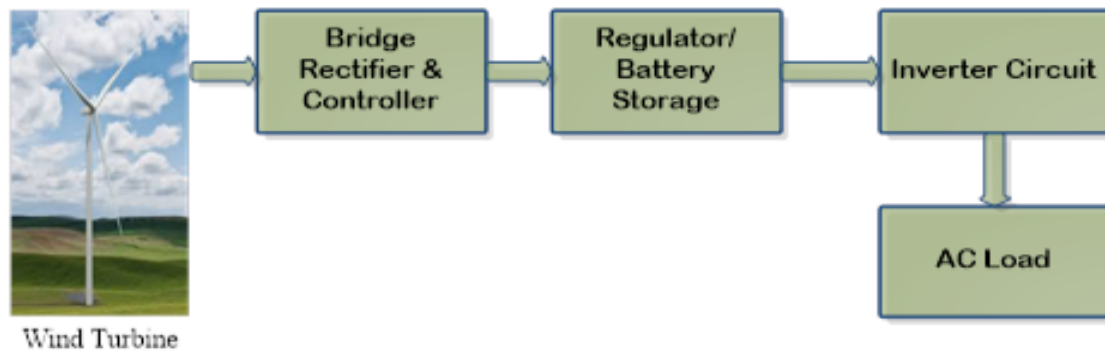 Bridge
Rectifier &
Controller
Regulator/
Battery
Storage
Inverter Circuit
AC Load
Wind Turbine